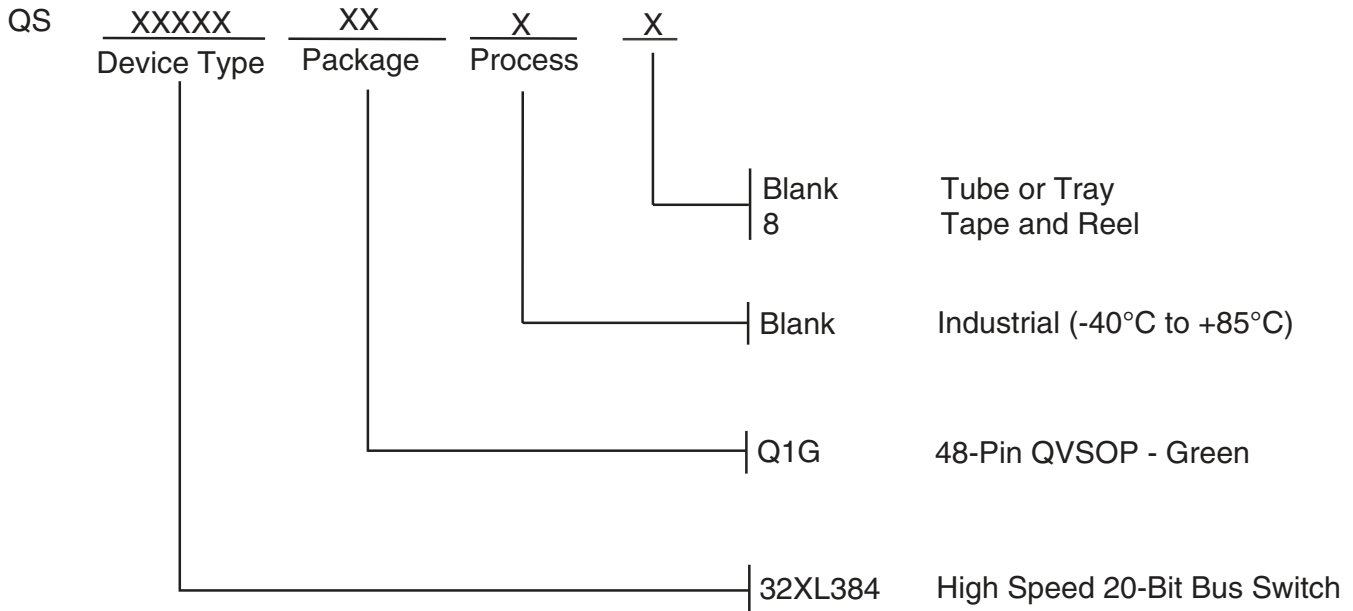 QS XXXXX XX X X
Device Type Package Process
Blank Tube or Tray
8 Tape and Reel
Blank Industrial (-40°C to +85°C)
Q1G 48-Pin QVSOP - Green
32XL384 High Speed 20-Bit Bus Switch